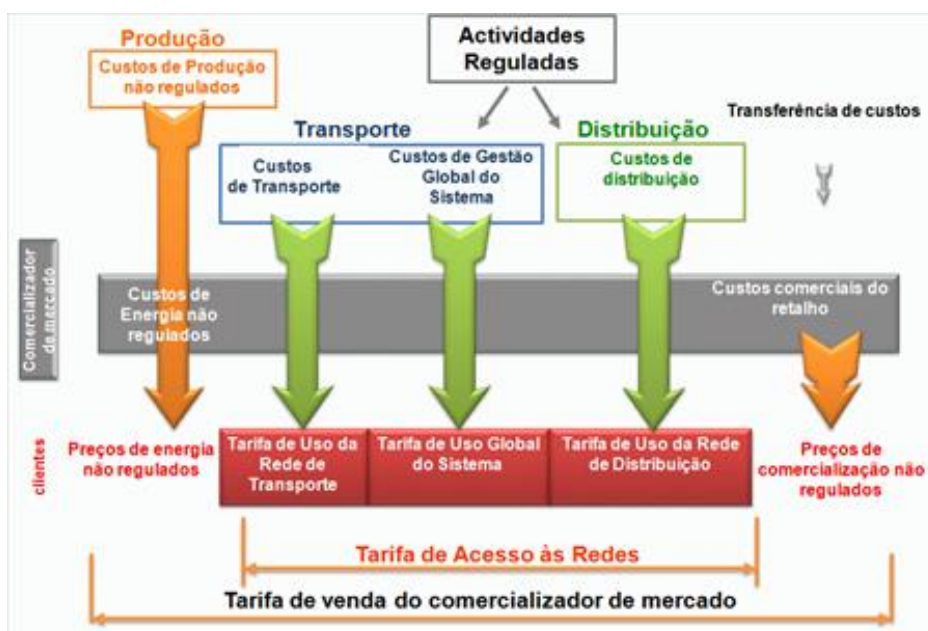 Produção
Custos de Produção
não regulados
Actividades
Reguladas
Transporte
Custos
de Transporte
Custos de Gestão
Global do
Sistema
Distribuição
Custos de
distribuição
Transferência de custos
Comercializador
de mercado
Custos de
Energia não
regulados
Custos comerciais do
retalho
clientes
Preços de energia
não regulados
Tarifa de Uso da
Rede de
Transporte
Tarifa de Uso Global
do Sistema
Tarifa de Uso da Rede
de Distribuição
Preços de
comercialização não
regulados
Tarifa de Acesso às Redes
Tarifa de venda do comercializador de mercado